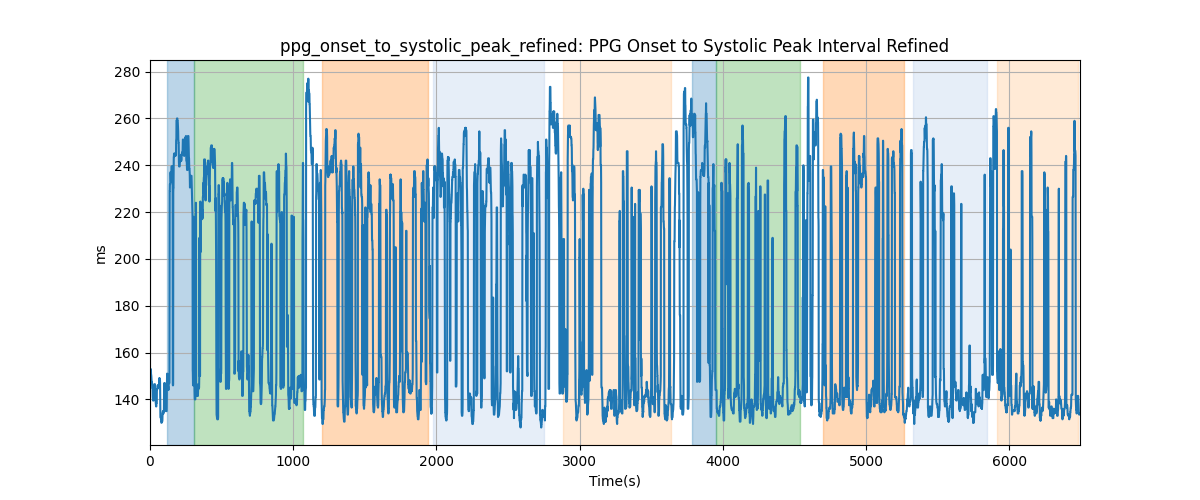 ppg_onset_to_systolic_peak_refined: PPG Onset to Systolic Peak Interval Refined
280
260
240
220
200
180
160
140
ms
0 1000 2000 3000 4000 5000 6000
Time(s)